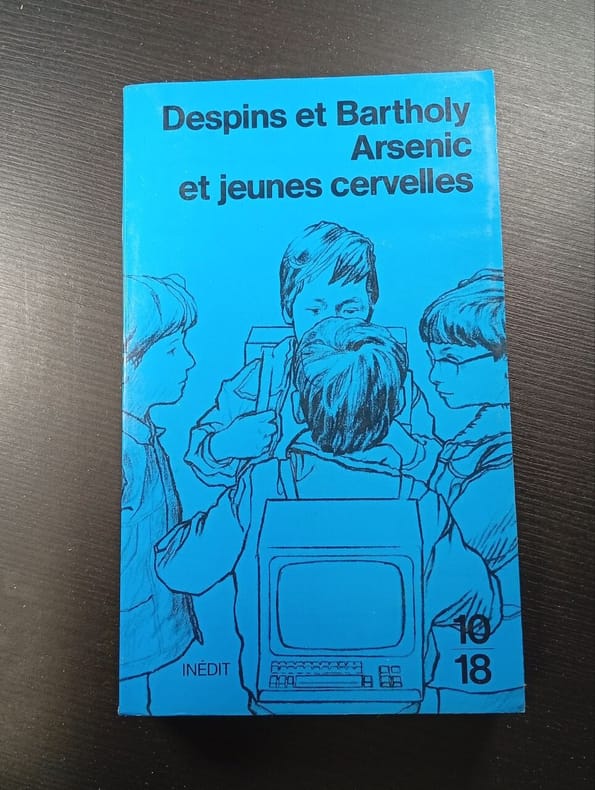 Despins et Bartholy
Arsenic
et jeunes cervelles
INÉDIT
10
18